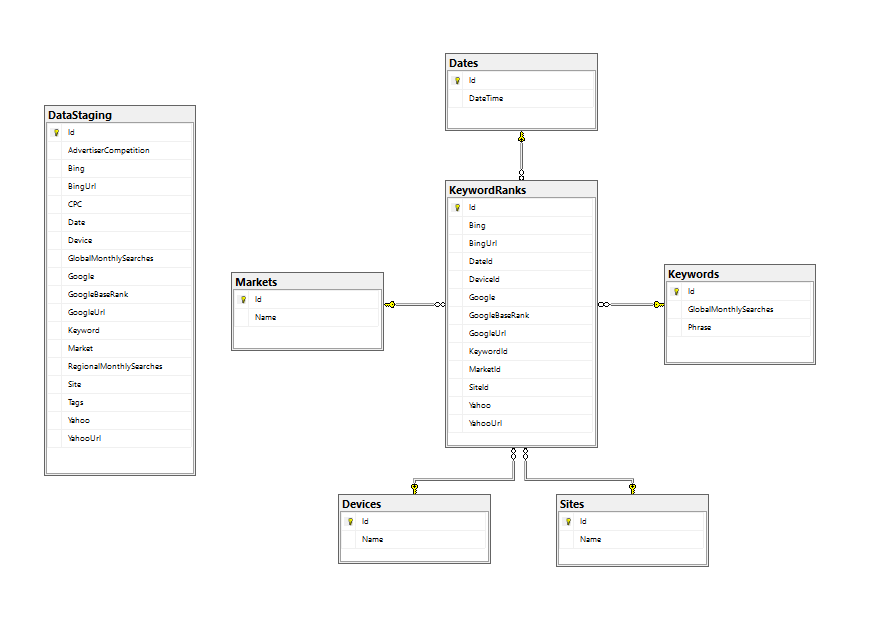 DataStaging
Id
AdvertiserCompetition
Bing
BingUrl
CPC
Date
Device
GlobalMonthlySearches
Google
GoogleBaseRank
GoogleUrl
Keyword
Market
RegionalMonthlySearches
Site
Tags
Yahoo
YahooUrl
Dates
Id
DateTime
Markets
Id
Name
KeywordRanks
Id
Bing
BingUrl
DateId
DeviceId
Google
GoogleBaseRank
GoogleUrl
KeywordId
MarketId
SiteId
Yahoo
YahooUrl
Keywords
Id
GlobalMonthlySearches
Phrase
Devices
Id
Name
Sites
Id
Name